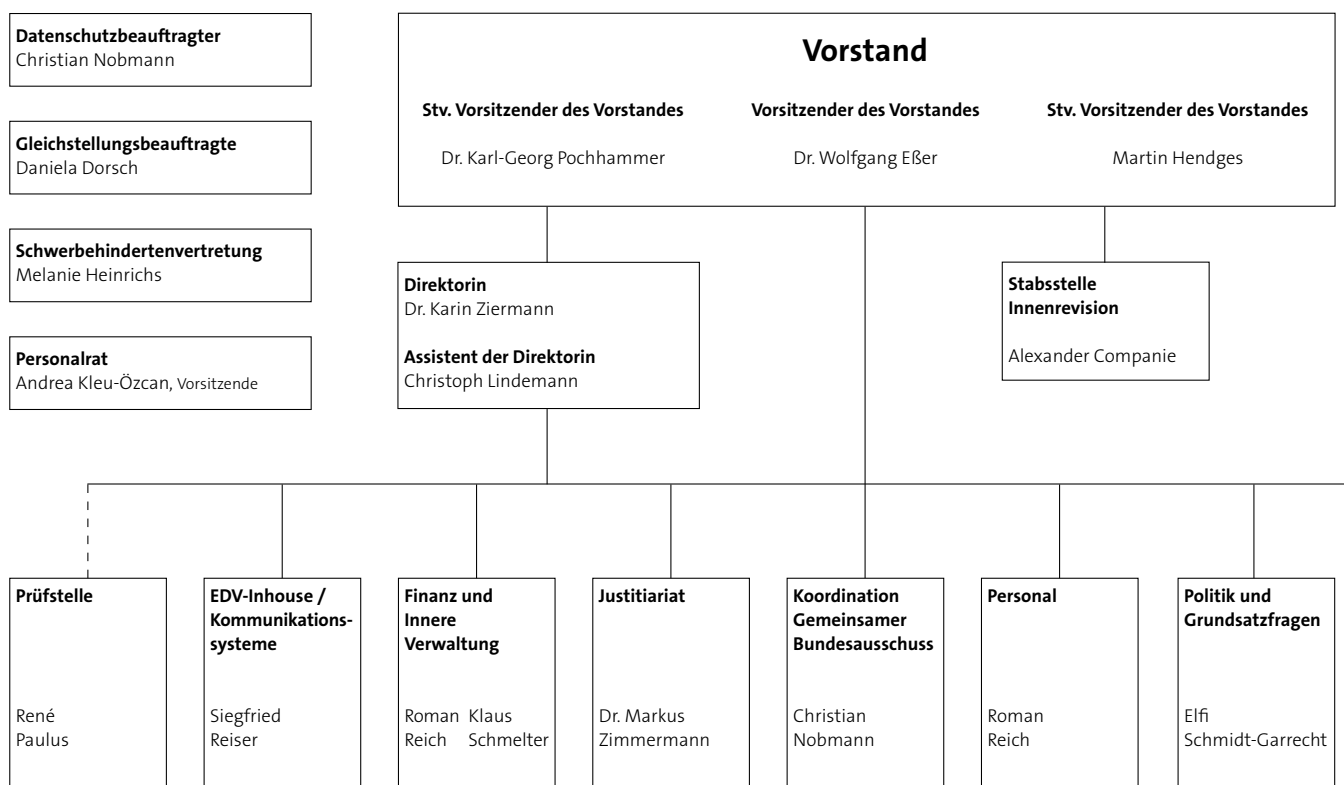 Datenschutzbeauftragter
Christian Nobmann
Gleichstellungsbeauftragte
Daniela Dorsch
Schwerbehindertenvertretung
Melanie Heinrichs
Personalrat
Andrea Kleu-Özcan, Vorsitzende
Vorstand
Stv. Vorsitzender des Vorstandes
Dr. Karl-Georg Pochhammer
Vorsitzender des Vorstandes
Dr. Wolfgang Eßer
Stv. Vorsitzender des Vorstandes
Martin Hendges
Direktorin
Dr. Karin Ziermann
Assistent der Direktorin
Christoph Lindemann
Stabsstelle
Innenrevision
Alexander Companie
Prüfstelle
René
Paulus
EDV-Inhouse /
Kommunikations-
systeme
Siegfried
Reiser
Finanz und
Innere
Verwaltung
Roman Klaus
Reich Schmelter
Justitiariat
Dr. Markus
Zimmermann
Koordination
Gemeinsamer
Bundesausschuss
Christian
Nobmann
Personal
Roman
Reich
Politik und
Grundsatzfragen
Elfi
Schmidt-Garrecht